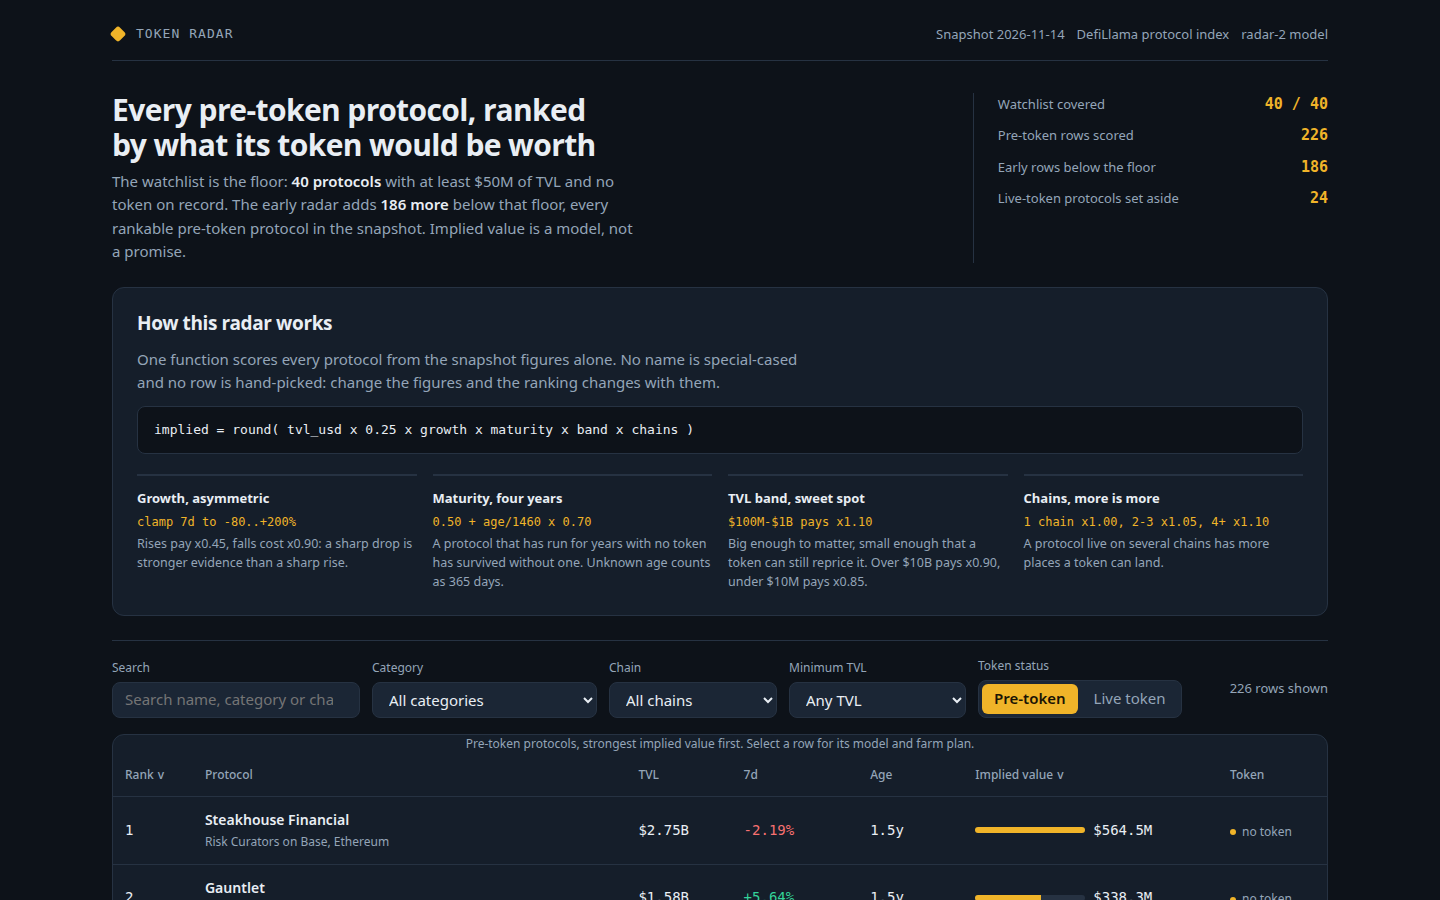 TOKEN RADAR
Snapshot 2026-11-14 DefiLlama protocol index radar-2 model
Every pre-token protocol, ranked
by what its token would be worth
The watchlist is the floor: 40 protocols with at least $50M of TVL and no
token on record. The early radar adds 186 more below that floor, every
rankable pre-token protocol in the snapshot. Implied value is a model, not
a promise.
Watchlist covered 40 / 40
Pre-token rows scored 226
Early rows below the floor 186
Live-token protocols set aside 24
How this radar works
One function scores every protocol from the snapshot figures alone. No name is special-cased
and no row is hand-picked: change the figures and the ranking changes with them.
implied = round( tvl_usd x 0.25 x growth x maturity x band x chains )
Growth, asymmetric
clamp 7d to -80..+200%
Rises pay x0.45, falls cost x0.90: a sharp drop is
stronger evidence than a sharp rise.
Maturity, four years
0.50 + age/1460 x 0.70
A protocol that has run for years with no token
has survived without one. Unknown age counts
as 365 days.
TVL band, sweet spot
$100M-$1B pays x1.10
Big enough to matter, small enough that a
token can still reprice it. Over $10B pays x0.90,
under $10M pays x0.85.
Chains, more is more
1 chain x1.00, 2-3 x1.05, 4+ x1.10
A protocol live on several chains has more
places a token can land.
Search Category Chain Minimum TVL Token status
Search name, category or cha All categories All chains Any TVL Pre-token Live token 226 rows shown
Pre-token protocols, strongest implied value first. Select a row for its model and farm plan.
Rank v Protocol TVL 7d Age Implied value v Token
1 Steakhouse Financial $2.75B -2.19% 1.5y $564.5M no token
Risk Curators on Base, Ethereum
2 Gauntlet $1.58B +5.64% 1.5y $338.3M no token